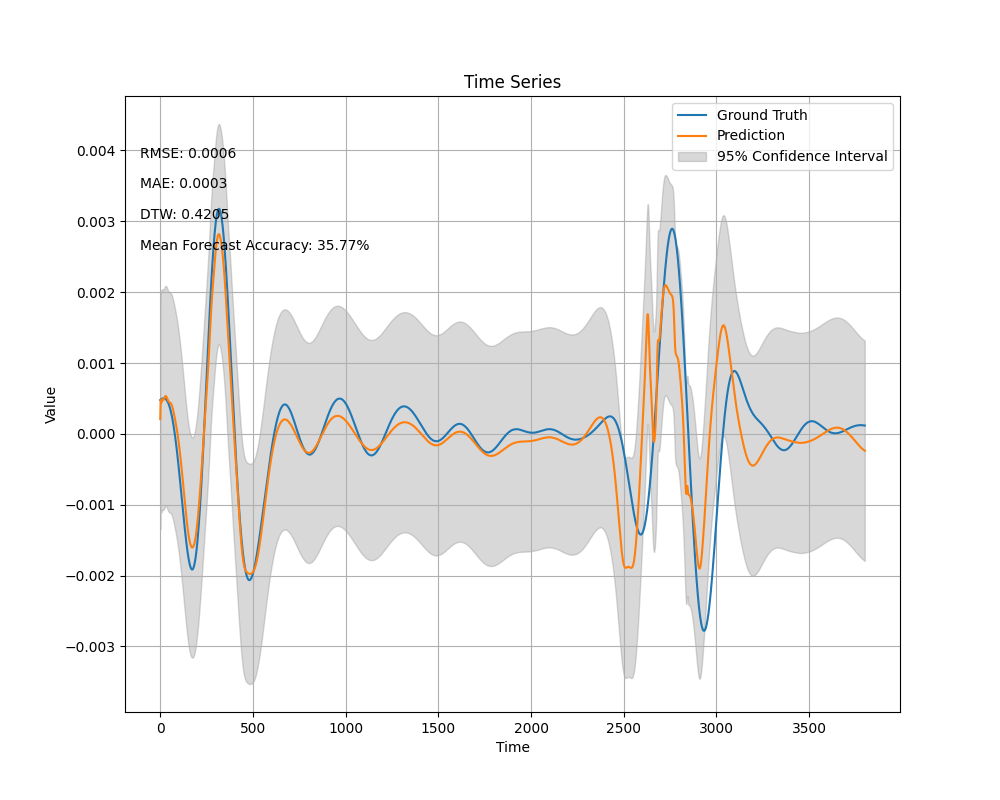 Time Series
Ground Truth
Prediction
95% Confidence Interval
RMSE: 0.0006
MAE: 0.0003
DTW: 0.4205
Mean Forecast Accuracy: 35.77%
Value
0.004
0.003
0.002
0.001
0.000
−0.001
−0.002
−0.003
0
500
1000
1500
2000
2500
3000
3500
Time